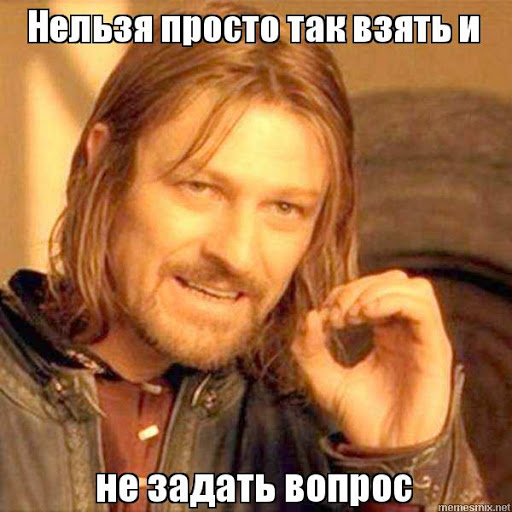 Нельзя просто так взять и
не задать вопрос
memesmix.net